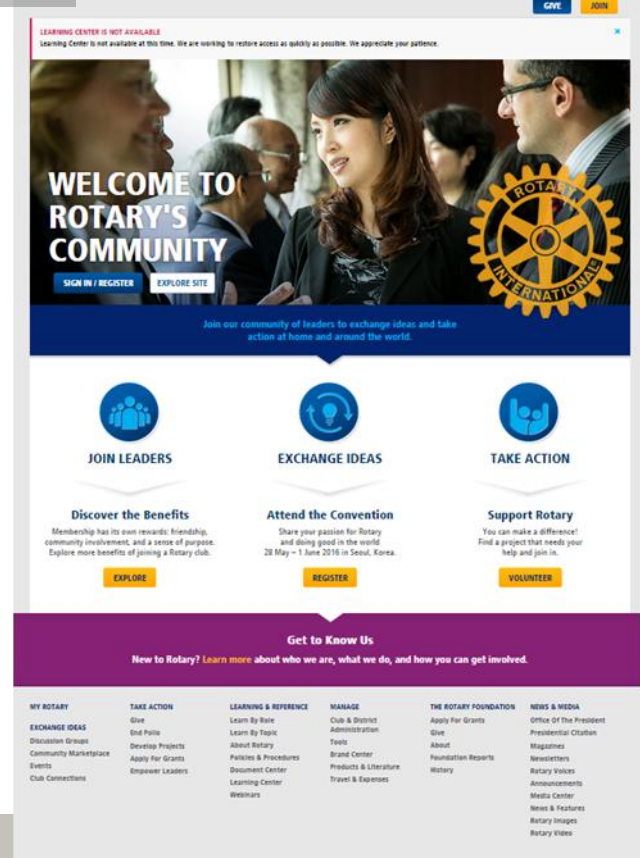 GIVE
JOIN
LEARNING CENTER IS NOT AVAILABLE
Learning Center is not available at this time. We are working to restore access as quickly as possible. We appreciate your patience.
×
WELCOME TO
ROTARY'S
COMMUNITY
ROTARY
INTERNATIONAL
SIGN IN / REGISTER
EXPLORE SITE
Join our community of leaders to exchange ideas and take
action at home and around the world.
JOIN LEADERS
Discover the Benefits
Membership has its own rewards: friendship,
community involvement, and a sense of purpose.
Explore more benefits of joining a Rotary club.
EXPLORE
EXCHANGE IDEAS
Attend the Convention
Share your passion for Rotary
and doing good in the world
28 May – 1 June 2016 in Seoul, Korea.
REGISTER
TAKE ACTION
Support Rotary
You can make a difference!
Find a project that needs your
help and join in.
VOLUNTEER
Get to Know Us
New to Rotary? Learn more about who we are, what we do, and how you can get involved.
MY ROTARY
EXCHANGE IDEAS
Discussion Groups
Community Marketplace
Events
Club Connections
TAKE ACTION
Give
End Polio
Develop Projects
Apply For Grants
Empower Leaders
LEARNING & REFERENCE
Learn By Role
Learn By Topic
About Rotary
Policies & Procedures
Document Center
Learning Center
Webinars
MANAGE
Club & District
Administration
Tools
Brand Center
Products & Literature
Travel & Expenses
THE ROTARY FOUNDATION
Apply For Grants
Give
About
Foundation Reports
History
NEWS & MEDIA
Office Of The President
Presidential Citation
Magazines
Newsletters
Rotary Voices
Announcements
Media Center
News & Features
Rotary Images
Rotary Video